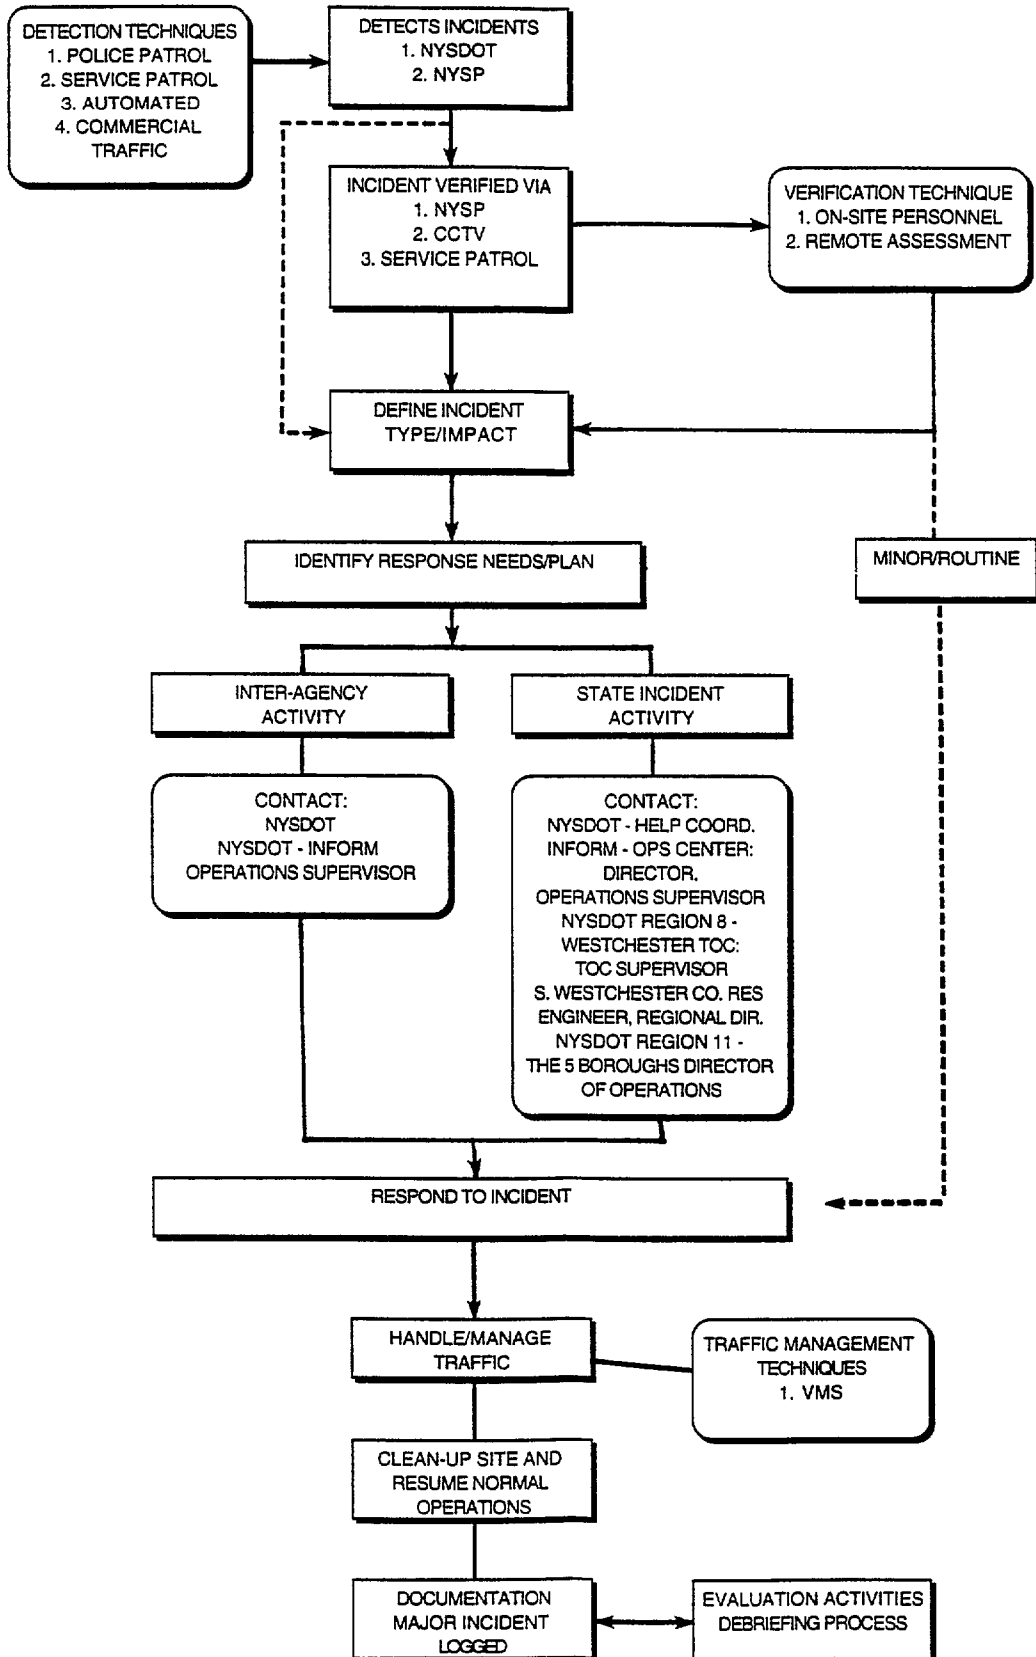 DETECTION TECHNIQUES
1. POLICE PATROL
2. SERVICE PATROL
3. AUTOMATED
4. COMMERCIAL
TRAFFIC
DETECTS INCIDENTS
1. NYSDOT
2. NYSP
INCIDENT VERIFIED VIA
1. NYSP
2. CCTV
3. SERVICE PATROL
VERIFICATION TECHNIQUE
1. ON-SITE PERSONNEL
2. REMOTE ASSESSMENT
DEFINE INCIDENT
TYPE/IMPACT
IDENTIFY RESPONSE NEEDS/PLAN
MINOR/ROUTINE
INTER-AGENCY
ACTIVITY
STATE INCIDENT
ACTIVITY
CONTACT:
NYSDOT
NYSDOT - INFORM
OPERATIONS SUPERVISOR
CONTACT:
NYSDOT - HELP COORD.
INFORM - OPS CENTER:
DIRECTOR.
OPERATIONS SUPERVISOR
NYSDOT REGION 8 -
WESTCHESTER TOC:
TOC SUPERVISOR
S. WESTCHESTER CO. RES
ENGINEER, REGIONAL DIR.
NYSDOT REGION 11 -
THE 5 BOROUGHS DIRECTOR
OF OPERATIONS
RESPOND TO INCIDENT
HANDLE/MANAGE
TRAFFIC
TRAFFIC MANAGEMENT
TECHNIQUES
1. VMS
CLEAN-UP SITE AND
RESUME NORMAL
OPERATIONS
DOCUMENTATION
MAJOR INCIDENT
LOGGED
EVALUATION ACTIVITIES
DEBRIEFING PROCESS